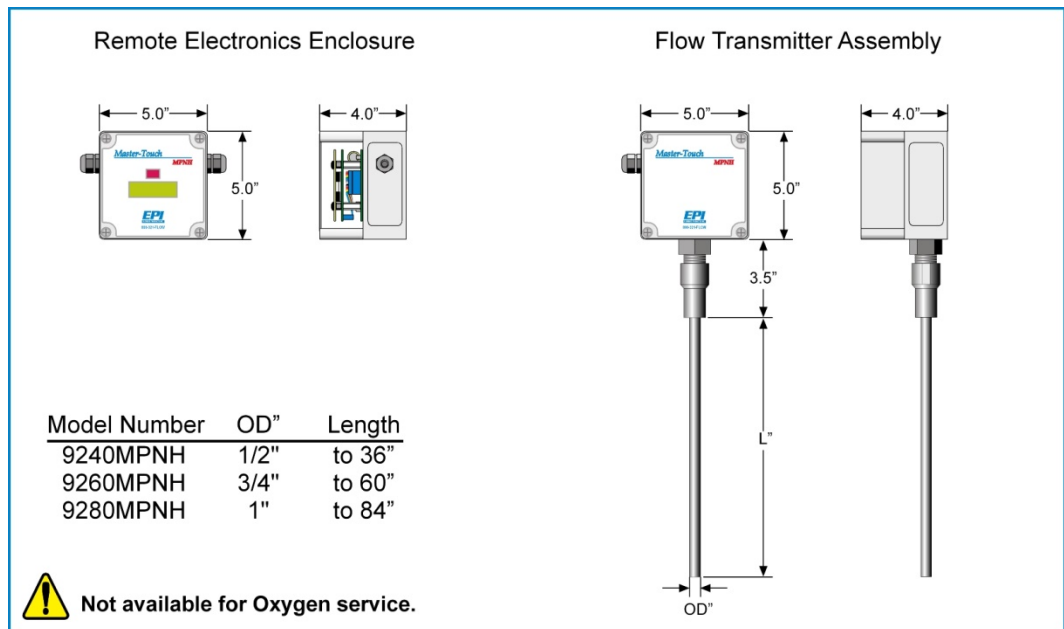 Remote Electronics Enclosure
Flow Transmitter Assembly
5.0”
4.0”
5.0”
4.0”
Master-Touch
MPNH
5.0”
EPI
Master-Touch
MPNH
5.0”
EPI
3.5”
L”
OD”
Model Number OD” Length
9240MPNH 1/2" to 36”
9260MPNH 3/4" to 60”
9280MPNH 1" to 84”
Not available for Oxygen service.